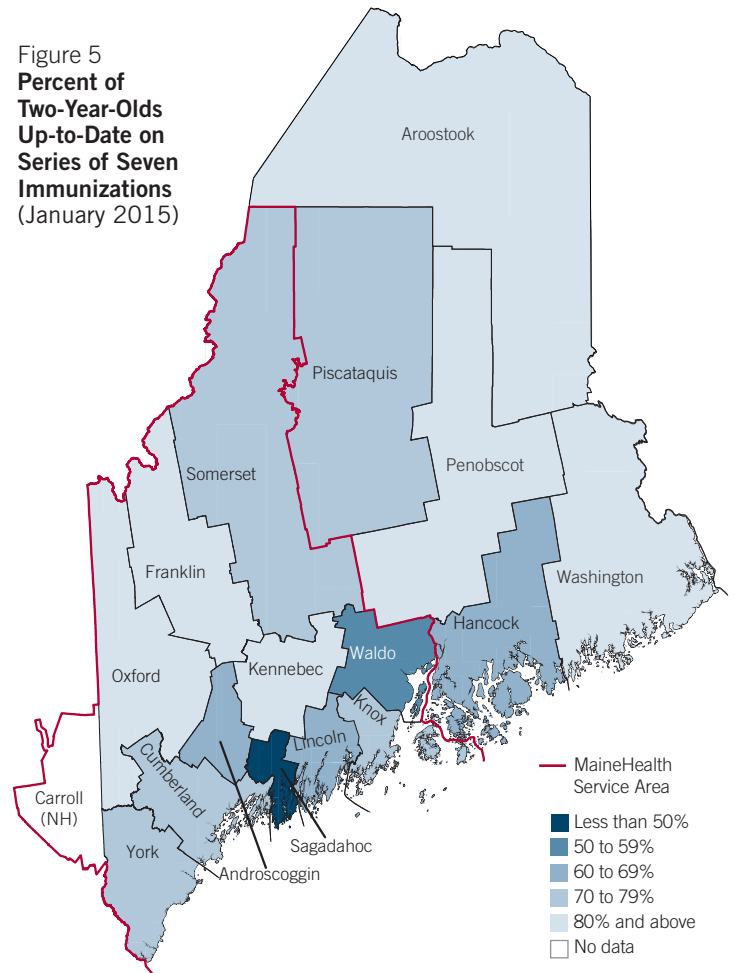 Figure 5
Percent of
Two-Year-Olds
Up-to-Date on
Series of Seven
Immunizations
(January 2015)
Aroostook
Piscataquis
Somerset
Penobscot
Franklin
Washington
Hancock
Waldo
Kennebec
Oxford
Knox
Lincoln
Cumberland
Carroll
(NH)
York
Sagadahoc
Androscoggin
MaineHealth
Service Area
Less than 50%
50 to 59%
60 to 69%
70 to 79%
80% and above
No data